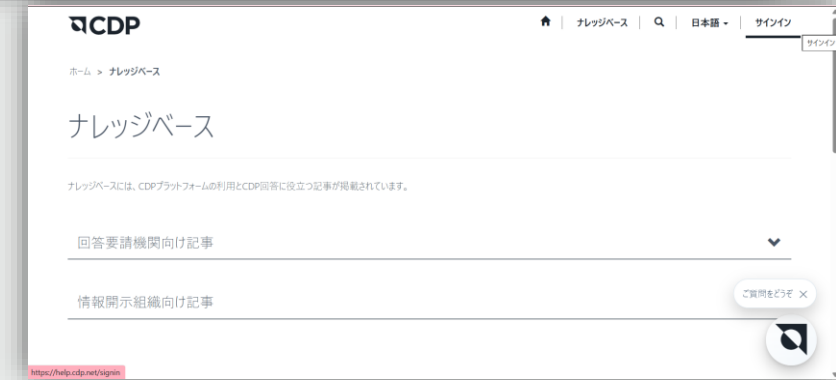 CDP
ナレッジベース
日本語
サインイン
サインイン
ホーム > ナレッジベース
ナレッジベース
ナレッジベースには、CDPプラットフォームの利用とCDP回答に役立つ記事が掲載されています。
回答要請機関向け記事
情報開示組織向け記事
ご質問をどうぞ
https://help.cdp.net/signin